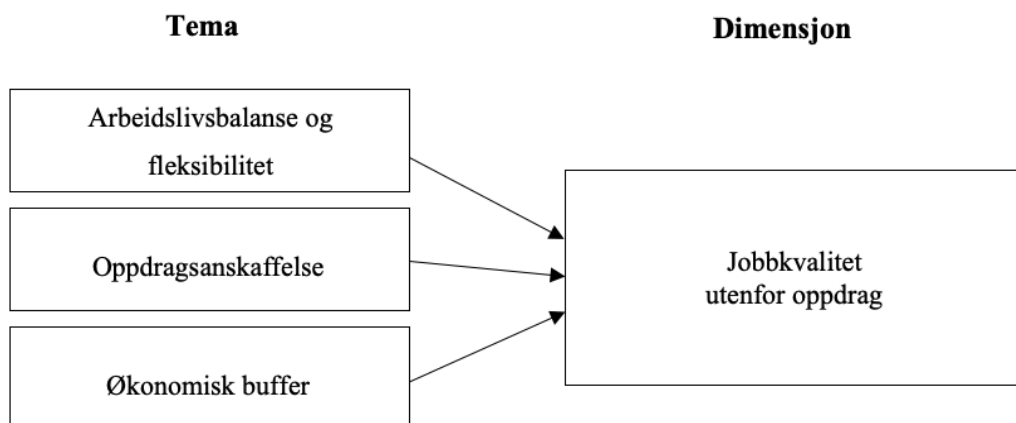 Tema
Dimensjon
Arbeidslivsbalanse og
fleksibilitet
Oppdragsanskaffelse
Økonomisk buffer
Jobbkvalitet
utenfor oppdrag